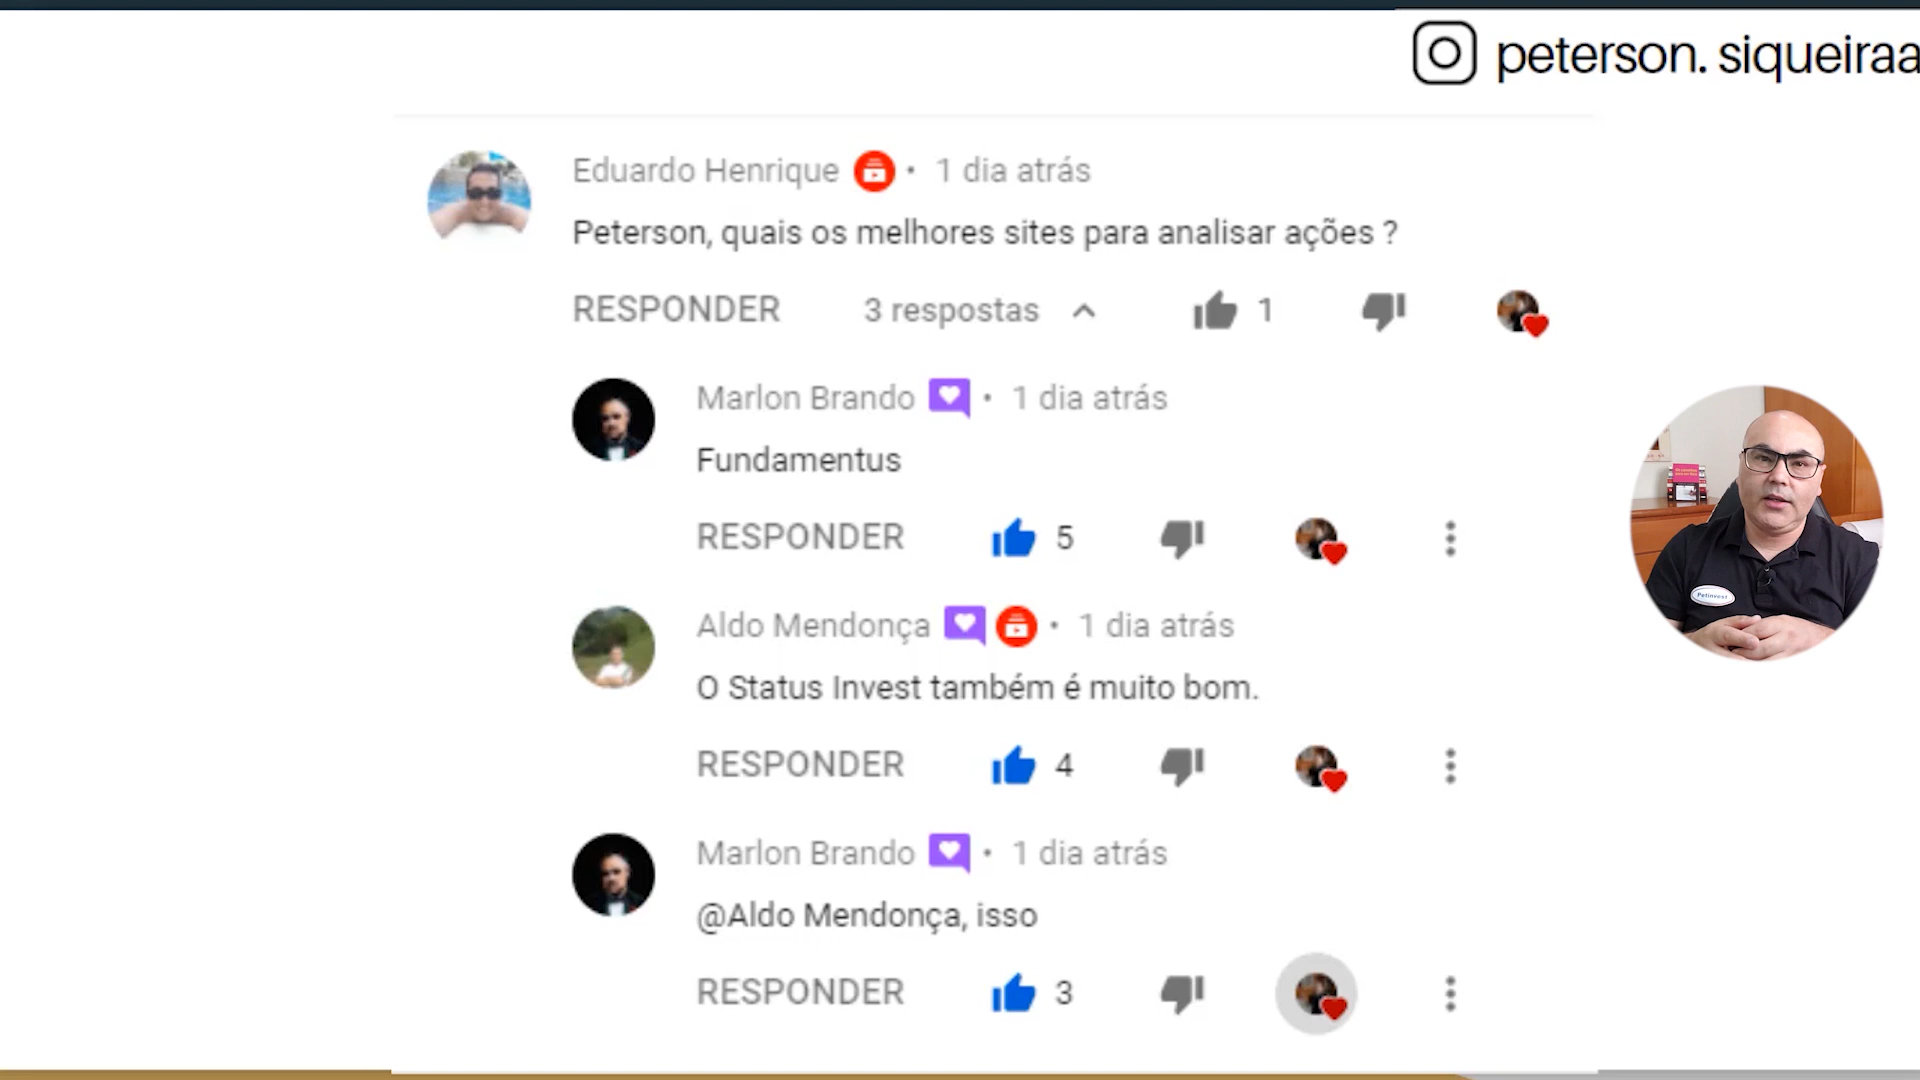 peterson. siqueiraa
Eduardo Henrique • 1 dia atrás
Peterson, quais os melhores sites para analisar ações ?
RESPONDER 3 respostas 1
Marlon Brando • 1 dia atrás
Fundamentus
RESPONDER 5
Aldo Mendonça • 1 dia atrás
O Status Invest também é muito bom.
RESPONDER 4
Marlon Brando • 1 dia atrás
@Aldo Mendonça, isso
RESPONDER 3
Petinvest